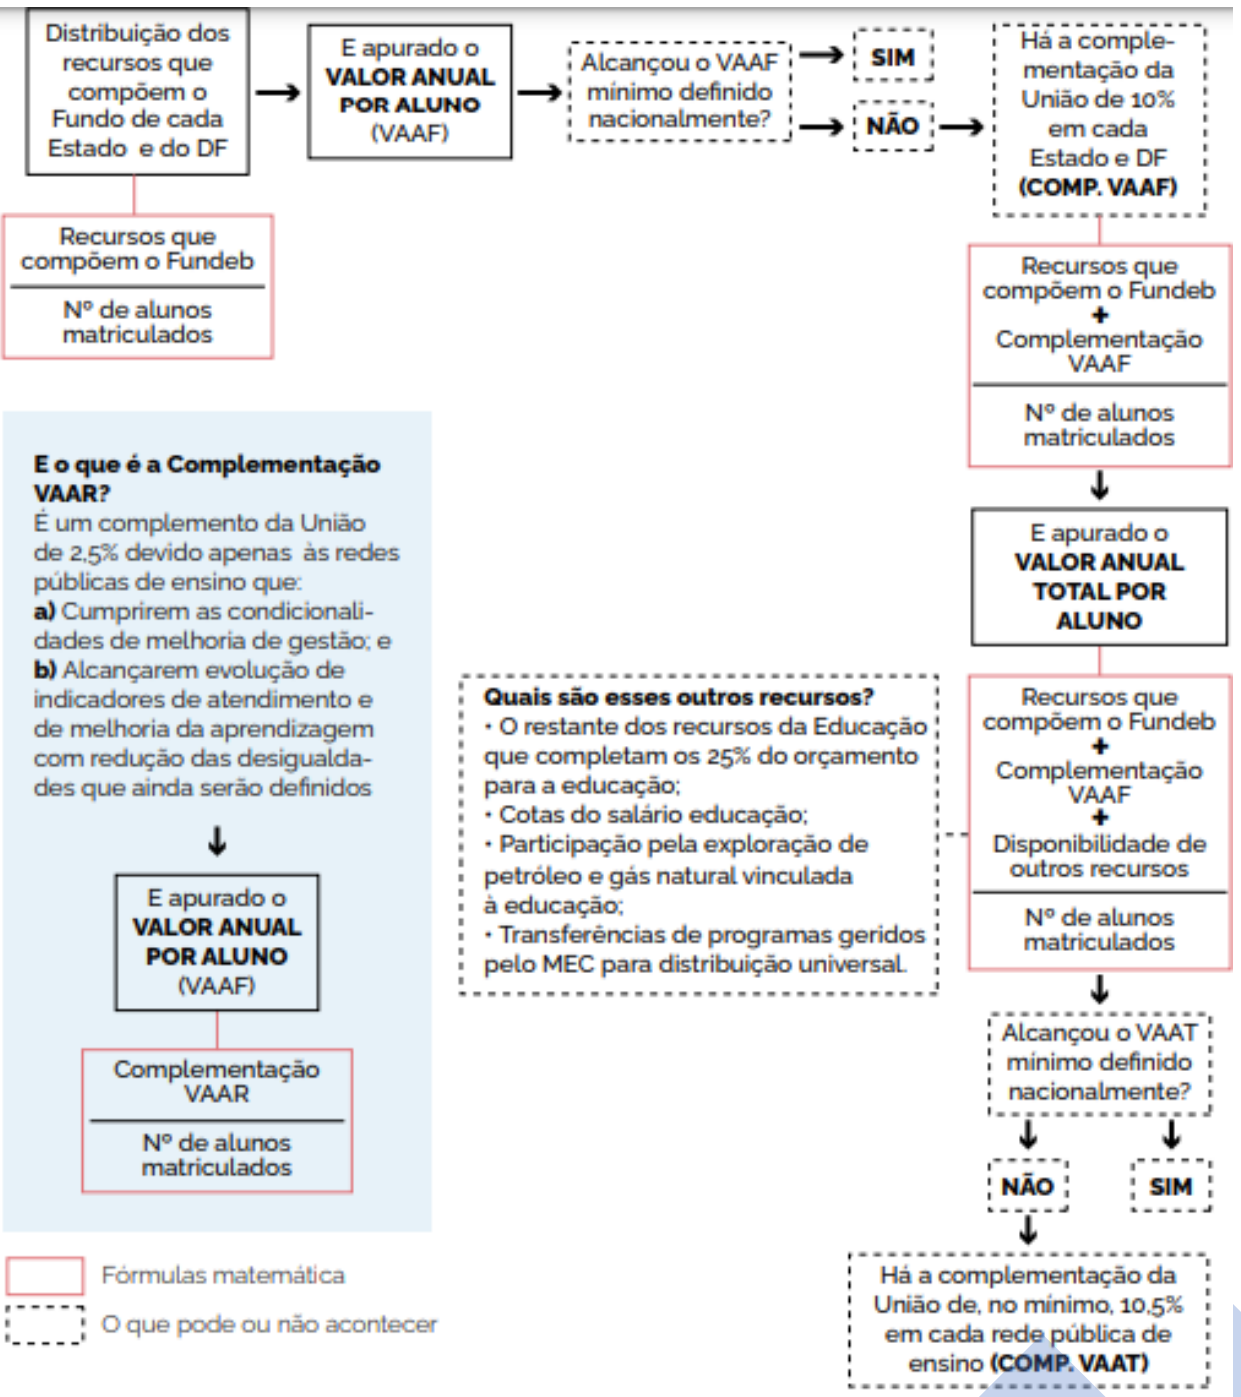 Distribuição dos
recursos que
compõem o
Fundo de cada
Estado e do DF
E apurado o
VALOR ANUAL
POR ALUNO
(VAAF)
Alcançou o VAAF
mínimo definido
nacionalmente?
SIM
NÃO
Há a comple-
mentação da
União de 10%
em cada
Estado e DF
(COMP. VAAF)
Recursos que
compõem o Fundeb
Nº de alunos
matriculados
Recursos que
compõem o Fundeb
+
Complementação
VAAF
Nº de alunos
matriculados
E apurado o
VALOR ANUAL
TOTAL POR
ALUNO
Recursos que
compõem o Fundeb
+
Complementação
VAAF
+
Disponibilidade de
outros recursos
Nº de alunos
matriculados
Quais são esses outros recursos?
• O restante dos recursos da Educação
que completam os 25% do orçamento
para a educação;
• Cotas do salário educação;
• Participação pela exploração de
petróleo e gás natural vinculada
à educação;
• Transferências de programas geridos
pelo MEC para distribuição universal.
Alcançou o VAAT
mínimo definido
nacionalmente?
NÃO
SIM
Há a complementação da
União de, no mínimo, 10,5%
em cada rede pública de
ensino (COMP. VAAT)
E o que é a Complementação
VAAR?
É um complemento da União
de 2,5% devido apenas às redes
públicas de ensino que:
a) Cumprirem as condicionali-
dades de melhoria de gestão; e
b) Alcançarem evolução de
indicadores de atendimento e
de melhoria da aprendizagem
com redução das desigualda-
des que ainda serão definidos
E apurado o
VALOR ANUAL
POR ALUNO
(VAAF)
Complementação
VAAR
Nº de alunos
matriculados
Fórmulas matemática
O que pode ou não acontecer